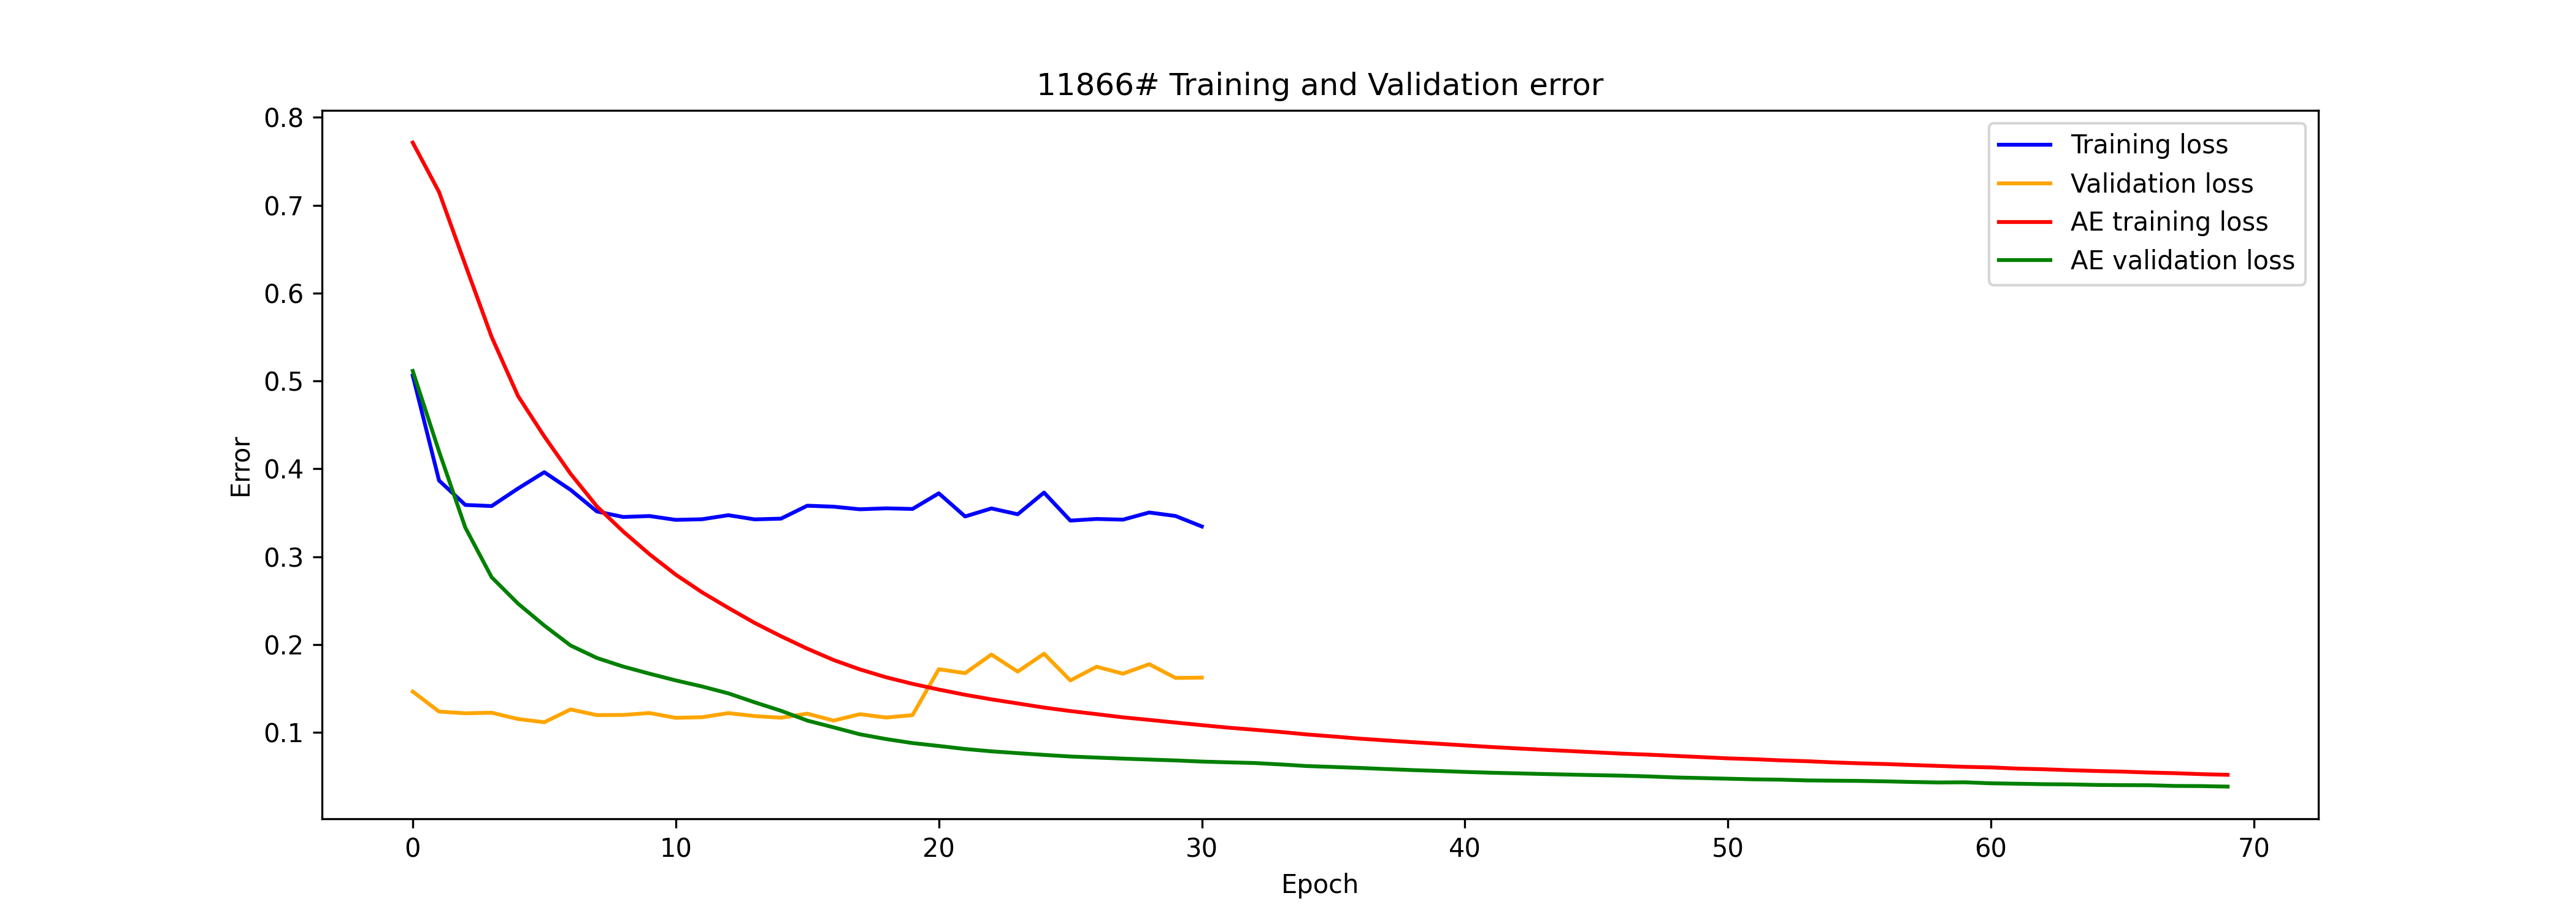 11866# Training and Validation error
0.8
0.7
0.6
0.5
0.4
0.3
0.2
0.1
Error
Training loss
Validation loss
AE training loss
AE validation loss
0 10 20 30 40 50 60 70
Epoch